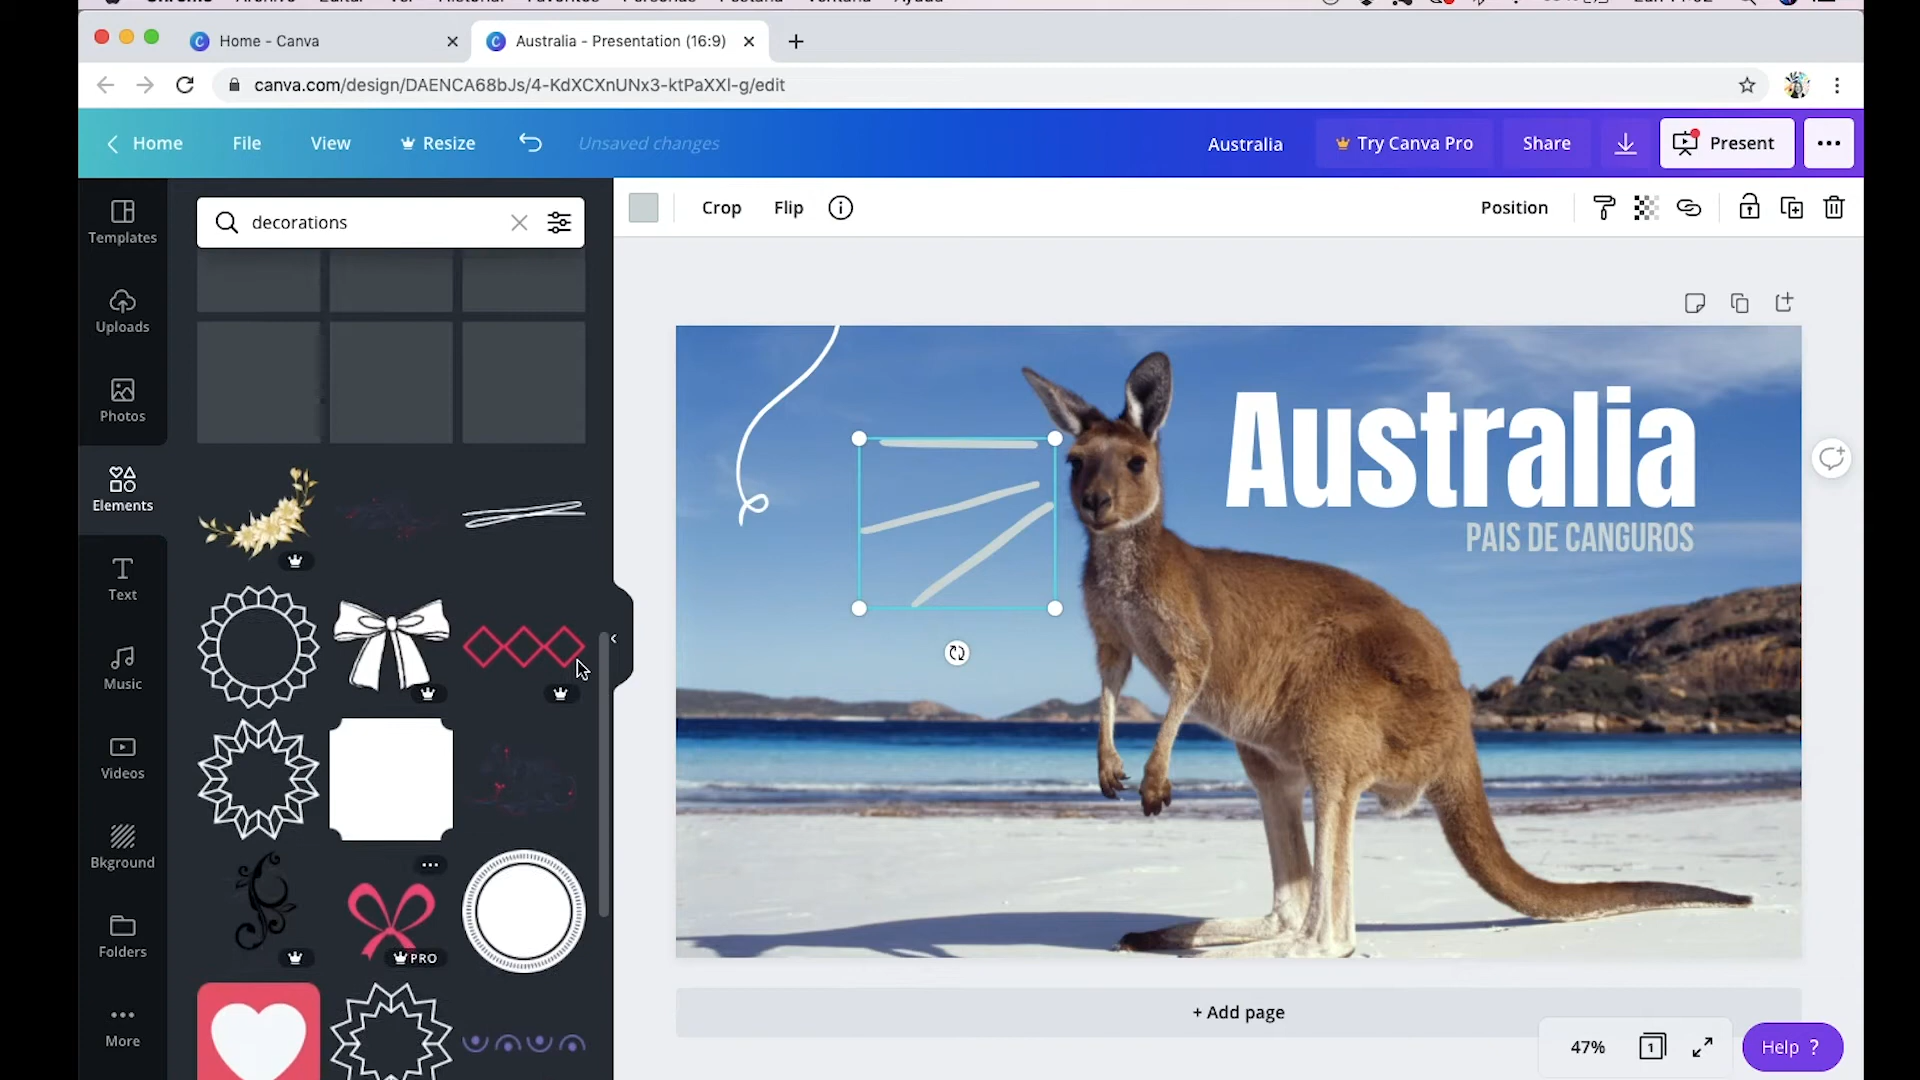 Home - Canva
Australia - Presentation (16:9)
canva.com/design/DAENCA68bJs/4-KdXCXnUNx3-ktPaXXl-g/edit
Home File View Resize Unsaved changes Australia Try Canva Pro Share Present
Templates
Uploads
Photos
Elements
Text
Music
Videos
Bkground
Folders
More
decorations
PRO
Crop Flip Position
Australia
PAIS DE CANGUROS
+ Add page
47% 1 Help ?